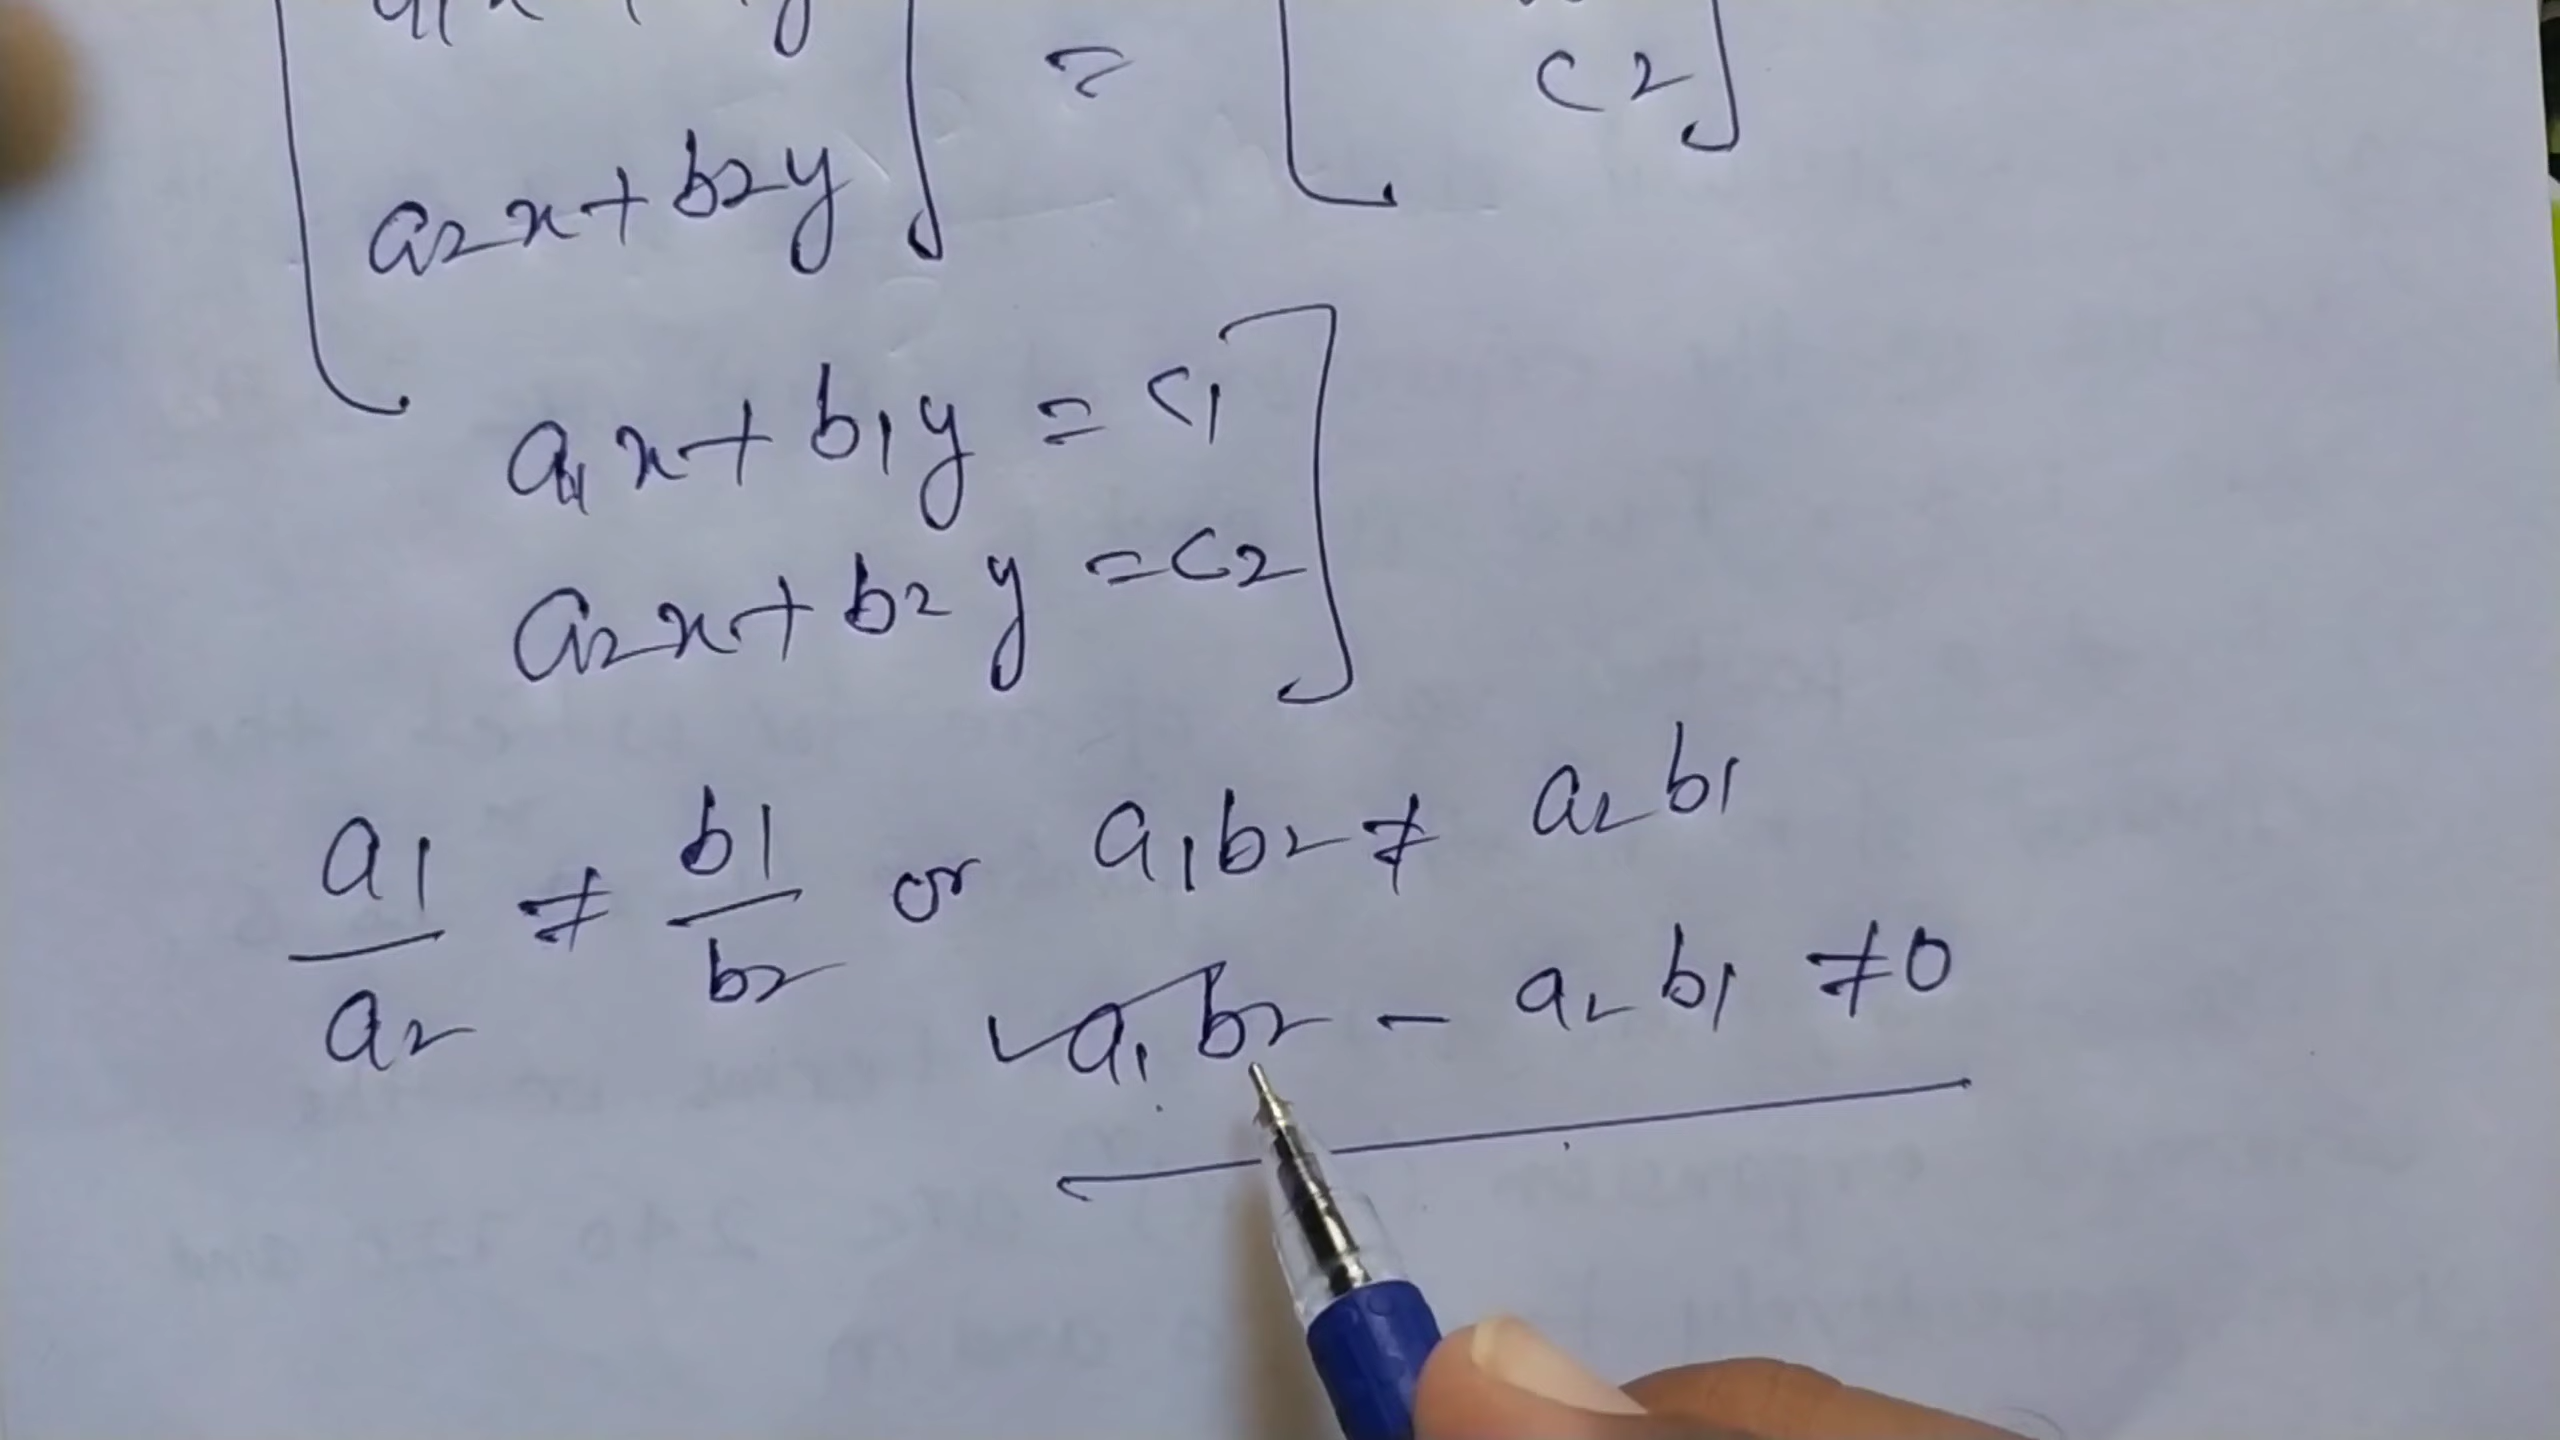 = c2
a2x + b2y
a1x + b1y = c1
a2x + b2y = c2
a1/a2 ≠ b1/b2 or a1b2 ≠ a2b1
a1b2 - a2b1 ≠ 0